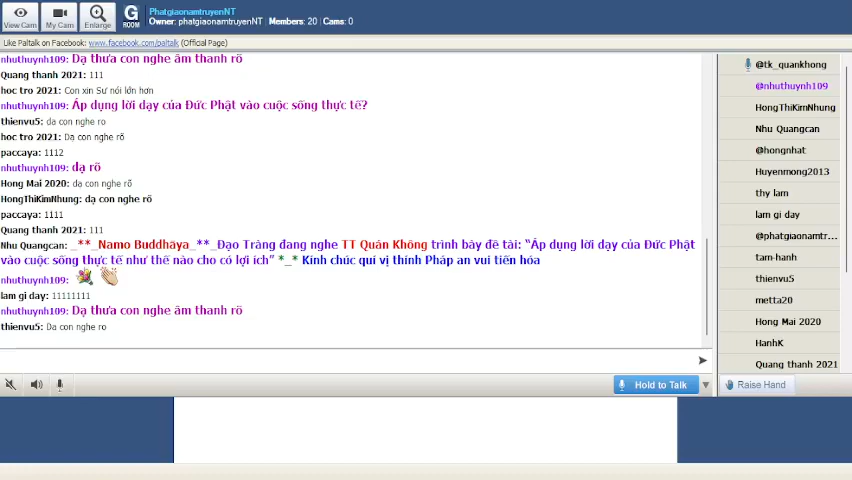 PhatgiaonamtruyenNT
Owner: phatgiaonamtruyenNT Members: 20 Cams: 0
View Cam
My Cam
Enlarge
G
ROOM
Like Paltalk on Facebook: www.facebook.com/paltalk (Official Page)
nhuthuynh109: Dạ thưa con nghe âm thanh rõ
Quang thanh 2021: 111
hoc tro 2021: Con xin Sư nói lớn hơn
nhuthuynh109: Áp dụng lời dạy của Đức Phật vào cuộc sống thực tế?
thienvu5: da con nghe ro
hoc tro 2021: Dạ con nghe rõ
paccaya: 1112
nhuthuynh109: dạ rõ
Hong Mai 2020: dạ con nghe rõ
HongThiKimNhung: dạ con nghe rõ
paccaya: 1111
Quang thanh 2021: 111
Nhu Quangcan: _**_Namo Buddhāya_**_Đạo Tràng đang nghe TT Quán Không trình bày đề tài: “Áp dụng lời dạy của Đức Phật
vào cuộc sống thực tế như thế nào cho có lợi ích” *_* Kính chúc quí vị thính Pháp an vui tiến hóa
nhuthuynh109:
lam gi day: 11111111
nhuthuynh109: Dạ thưa con nghe âm thanh rõ
thienvu5: Da con nghe ro
Hold to Talk
@tk_quankhong
@nhuthuynh109
HongThiKimNhung
Nhu Quangcan
@hongnhat
Huyenmong2013
thy lam
lam gi day
@phatgiaonamtr...
tam-hanh
thienvu5
metta20
Hong Mai 2020
HanhK
Quang thanh 2021
Raise Hand